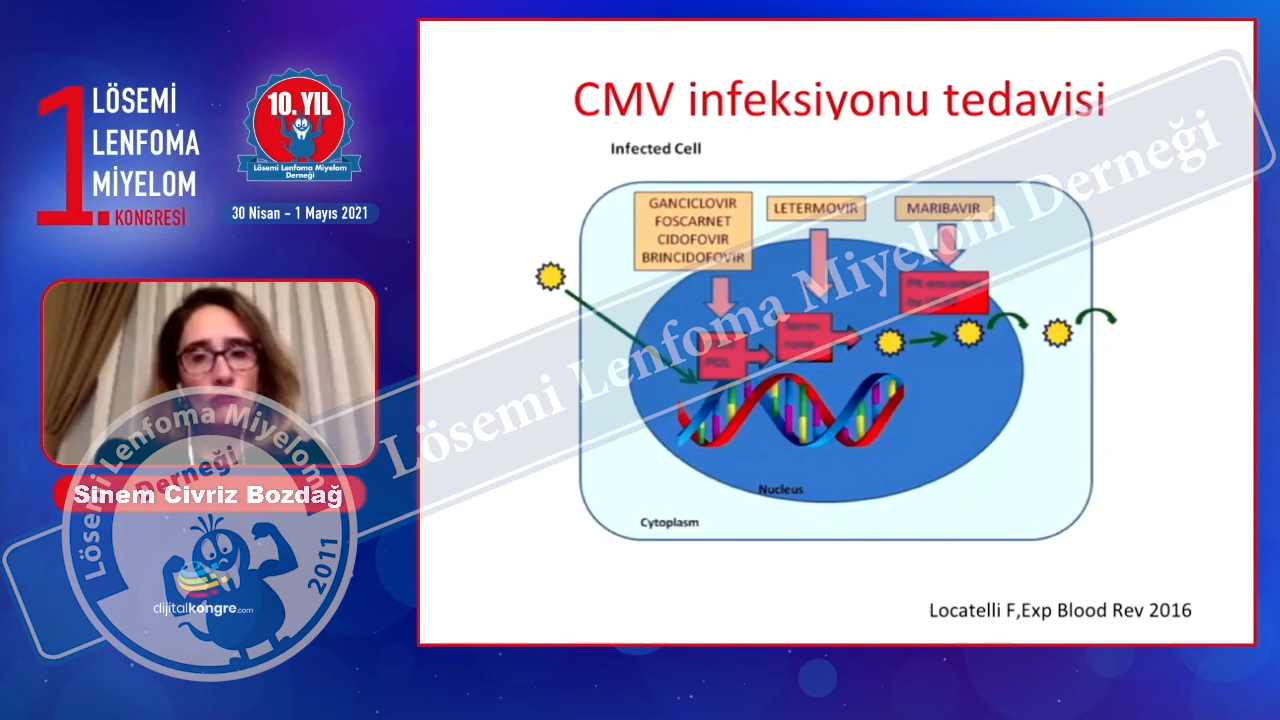 1.
LÖSEMİ
LENFOMA
MİYELOM
KONGRESİ
10. YIL
Lösemi Lenfoma Miyelom
Derneği
30 Nisan - 1 Mayıs 2021
Sinem Civriz Bozdağ
Lösemi Lenfoma Miyelom
Derneği
2011
dijitalkongre.com
CMV infeksiyonu tedavisi
Infected Cell
GANCICLOVIR
FOSCARNET
CIDOFOVIR
BRINCIDOFOVIR
LETERMOVIR
MARIBAVIR
POL
Nucleus
Cytoplasm
Locatelli F,Exp Blood Rev 2016
Lösemi Lenfoma Miyelom Derneği